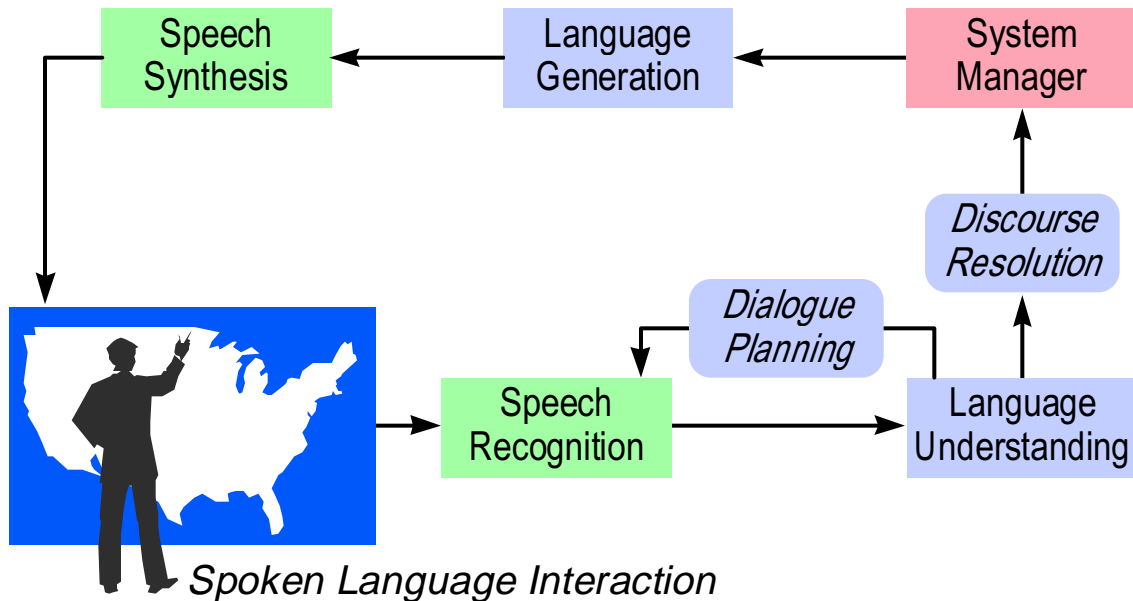 Speech
Synthesis
Language
Generation
System
Manager
Discourse
Resolution
Dialogue
Planning
Speech
Recognition
Language
Understanding
Spoken Language Interaction